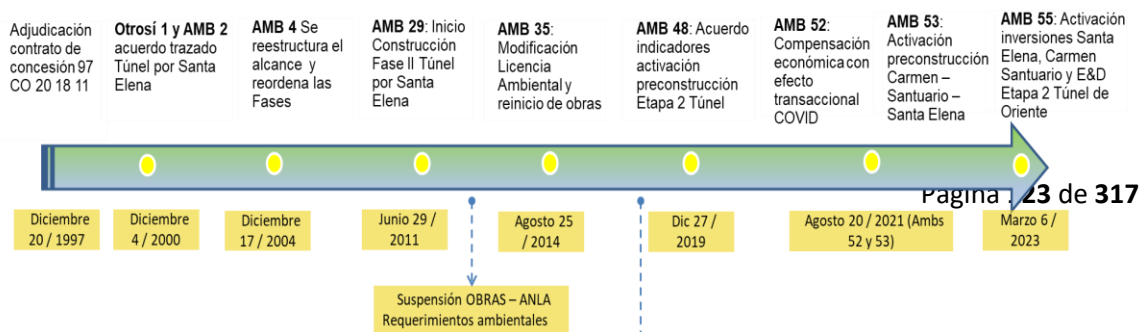 Adjudicación
contrato de
concesión 97
CO 20 18 11
Otrosí 1 y AMB 2
acuerdo trazado
Túnel por Santa
Elena
AMB 4 Se
reestructura el
alcance y
reordena las
Fases
AMB 29: Inicio
Construcción
Fase II Túnel
por Santa
Elena
AMB 35:
Modificación
Licencia
Ambiental y
reinicio de obras
AMB 48: Acuerdo
indicadores
activación
preconstrucción
Etapa 2 Túnel
AMB 52:
Compensación
económica con
efecto
transaccional
COVID
AMB 53:
Activación
preconstrucción
Carmen –
Santuario –
Santa Elena
AMB 55: Activación
inversiones Santa
Elena, Carmen
Santuario y E&D
Etapa 2 Túnel de
Oriente
Página 23 de 317
Diciembre
20 / 1997
Diciembre
4 / 2000
Diciembre
17 / 2004
Junio 29 /
2011
Agosto 25
/ 2014
Dic 27 /
2019
Agosto 20 / 2021 (Ambs
52 y 53)
Marzo 6 /
2023
Suspensión OBRAS – ANLA
Requerimientos ambientales